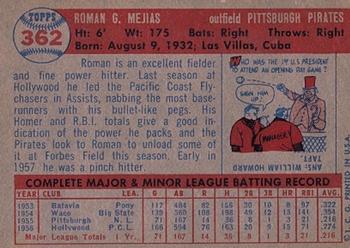 TOPPS
362
ROMAN G. MEJIAS outfield PITTSBURGH PIRATES
Ht: 6' Wt: 175 Bats: Right Throws: Right
Born: August 9, 1932; Las Villas, Cuba
Roman is an excellent fielder
and fine power hitter. Last season at
Hollywood he led the Pacific Coast Fly-
chasers in Assists, nabbing the most base-
runners with his bullet-like pegs. His
Homer and R.B.I. totals give a good
indication of the power he packs and the
Pirates look to Roman to unload some of
it at Forbes Field this season. Early in
1957 he was a pinch hitter.
WHO WAS THE 1ST U.S. PRESIDENT
TO ATTEND AN OPENING DAY GAME?
SIGN HIM UP!
MANAGER
ANS: WILLIAM HOWARD TAFT
COMPLETE MAJOR & MINOR LEAGUE BATTING RECORD
YEAR CLUB LEA. G AB R H 2B 3B HR RBI AVG.
1953 Batavia Pony
1954 Waco Big State
1955 Pittsburgh N.L.
1956 Hollywood P.C.L.
Major League Totals 1 Yr.
© T. C. G. PRINTED IN U.S.A.